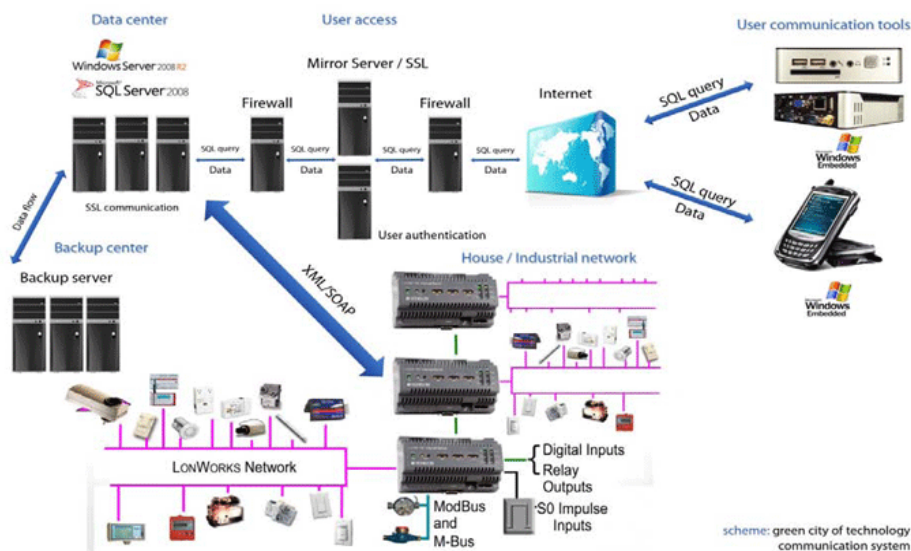 Data center
User access
User communication tools
Windows Server 2008 R2
Microsoft
SQL Server 2008
Mirror Server / SSL
Firewall
Firewall
Internet
SQL query
Data
SQL query
Data
SQL query
Data
SQL query
Data
SQL query
Data
SQL query
Data
Microsoft
Windows
Embedded
SSL communication
User authentication
Data flow
Backup center
Backup server
XML/SOAP
House / Industrial network
Microsoft
Windows
Embedded
LONWORKS NETWORK
Digital Inputs
Relay
Outputs
S0 Impulse
Inputs
ModBus
and
M-Bus
scheme: green city of technology
communication system